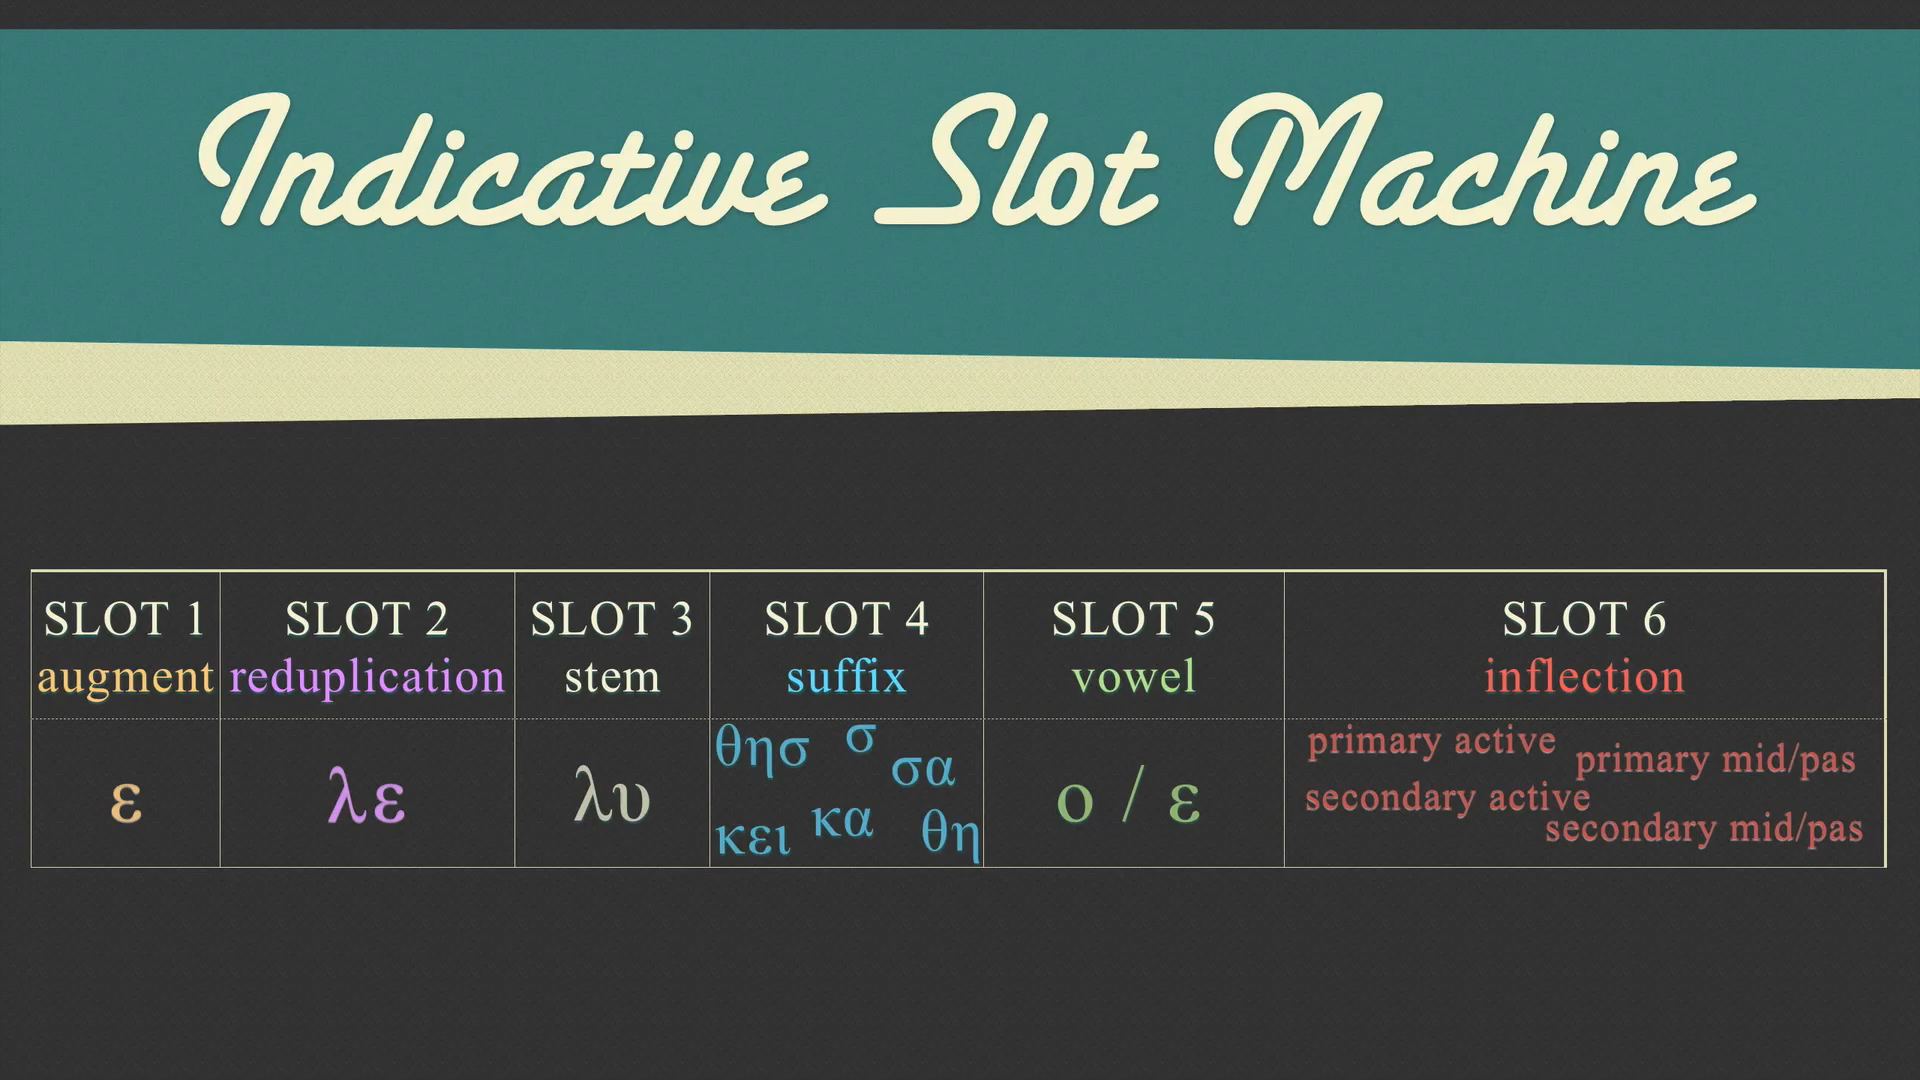 Indicative Slot Machine
SLOT 1 SLOT 2 SLOT 3 SLOT 4 SLOT 5 SLOT 6
augment reduplication stem suffix vowel inflection
ε
λε
λυ
θησ σ σα
κει κα θη
ο / ε
primary active primary mid/pas
secondary active
secondary mid/pas